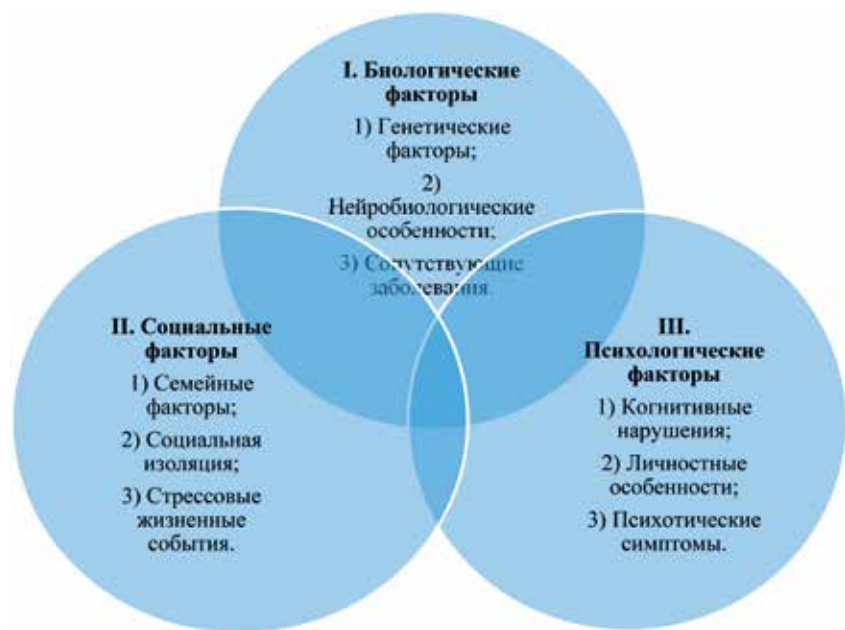 I. Биологические
факторы
1) Генетические
факторы;
2)
Нейробиологические
особенности;
3) Сопутствующие
заболевания.
II. Социальные
факторы
1) Семейные
факторы;
2) Социальная
изоляция;
3) Стрессовые
жизненные
события.
III.
Психологические
факторы
1) Когнитивные
нарушения;
2) Личностные
особенности;
3) Психотические
симптомы.